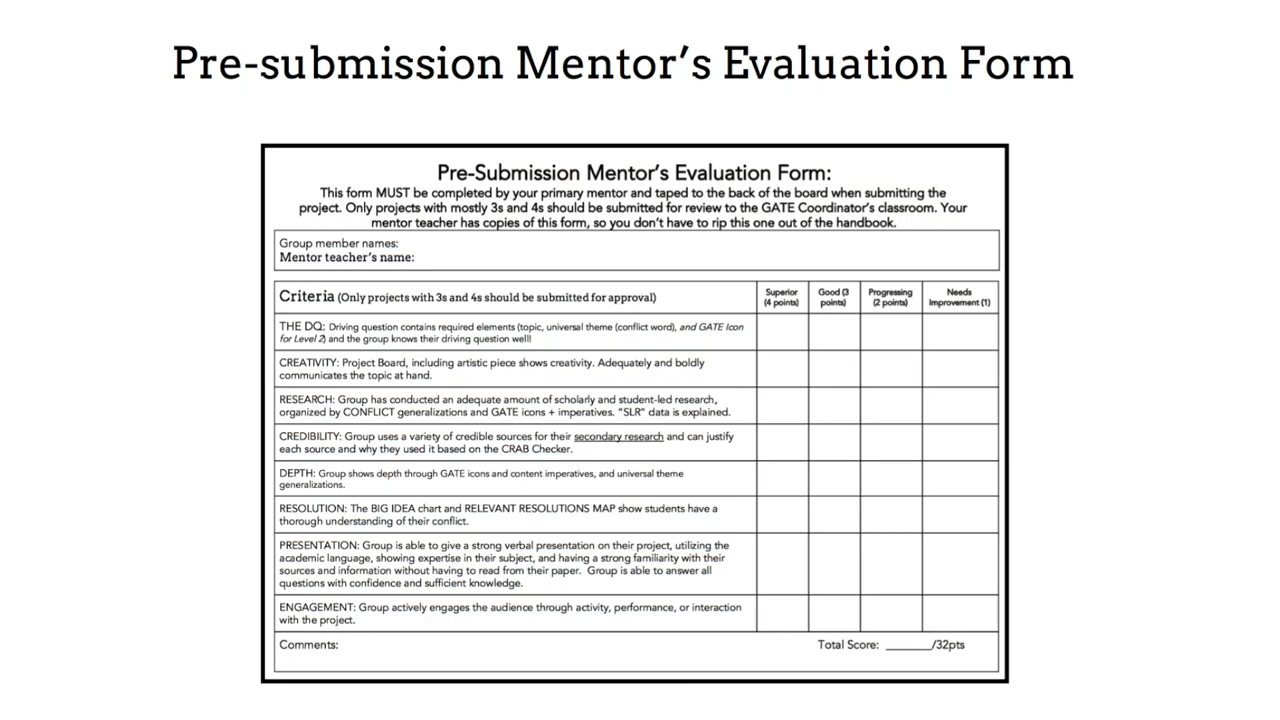 Pre-submission Mentor’s Evaluation Form
Pre-Submission Mentor’s Evaluation Form:
This form MUST be completed by your primary mentor and taped to the back of the board when submitting the
project. Only projects with mostly 3s and 4s should be submitted for review to the GATE Coordinator’s classroom. Your
mentor teacher has copies of this form, so you don’t have to rip this one out of the handbook.
Group member names:
Mentor teacher’s name:
Criteria (Only projects with 3s and 4s should be submitted for approval)
Superior
(4 points)
Good (3
points)
Progressing
(2 points)
Needs
Improvement (1)
THE DQ: Driving question contains required elements (topic, universal theme (conflict word), and GATE Icon
for Level 2) and the group knows their driving question well!
CREATIVITY: Project Board, including artistic piece shows creativity. Adequately and boldly
communicates the topic at hand.
RESEARCH: Group has conducted an adequate amount of scholarly and student-led research,
organized by CONFLICT generalizations and GATE icons + imperatives. “SLR” data is explained.
CREDIBILITY: Group uses a variety of credible sources for their secondary research and can justify
each source and why they used it based on the CRAB Checker.
DEPTH: Group shows depth through GATE icons and content imperatives, and universal theme
generalizations.
RESOLUTION: The BIG IDEA chart and RELEVANT RESOLUTIONS MAP show students have a
thorough understanding of their conflict.
PRESENTATION: Group is able to give a strong verbal presentation on their project, utilizing the
academic language, showing expertise in their subject, and having a strong familiarity with their
sources and information without having to read from their paper. Group is able to answer all
questions with confidence and sufficient knowledge.
ENGAGEMENT: Group actively engages the audience through activity, performance, or interaction
with the project.
Comments:
Total Score: _______/32pts